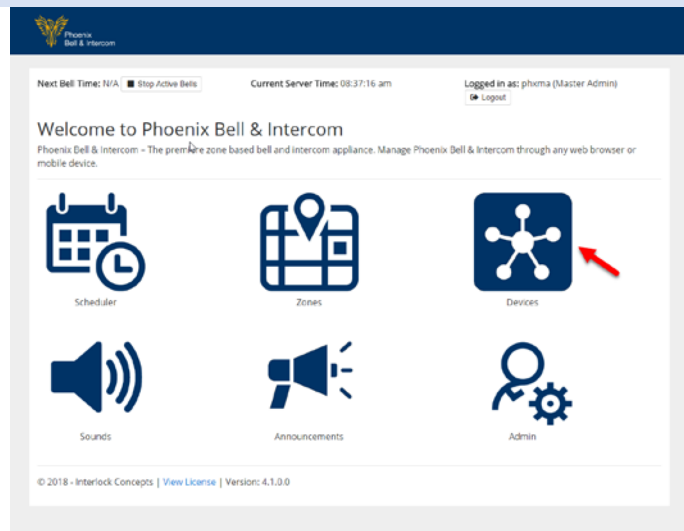 Phoenix
Bell & Intercom
Next Bell Time: N/A Stop Active Bells Current Server Time: 08:37:16 am Logged in as: phxma (Master Admin)
Logout
Welcome to Phoenix Bell & Intercom
Phoenix Bell & Intercom – The premiere zone based bell and intercom appliance. Manage Phoenix Bell & Intercom through any web browser or
mobile device.
Scheduler Zones Devices
Sounds Announcements Admin
© 2018 - Interlock Concepts | View License | Version: 4.1.0.0